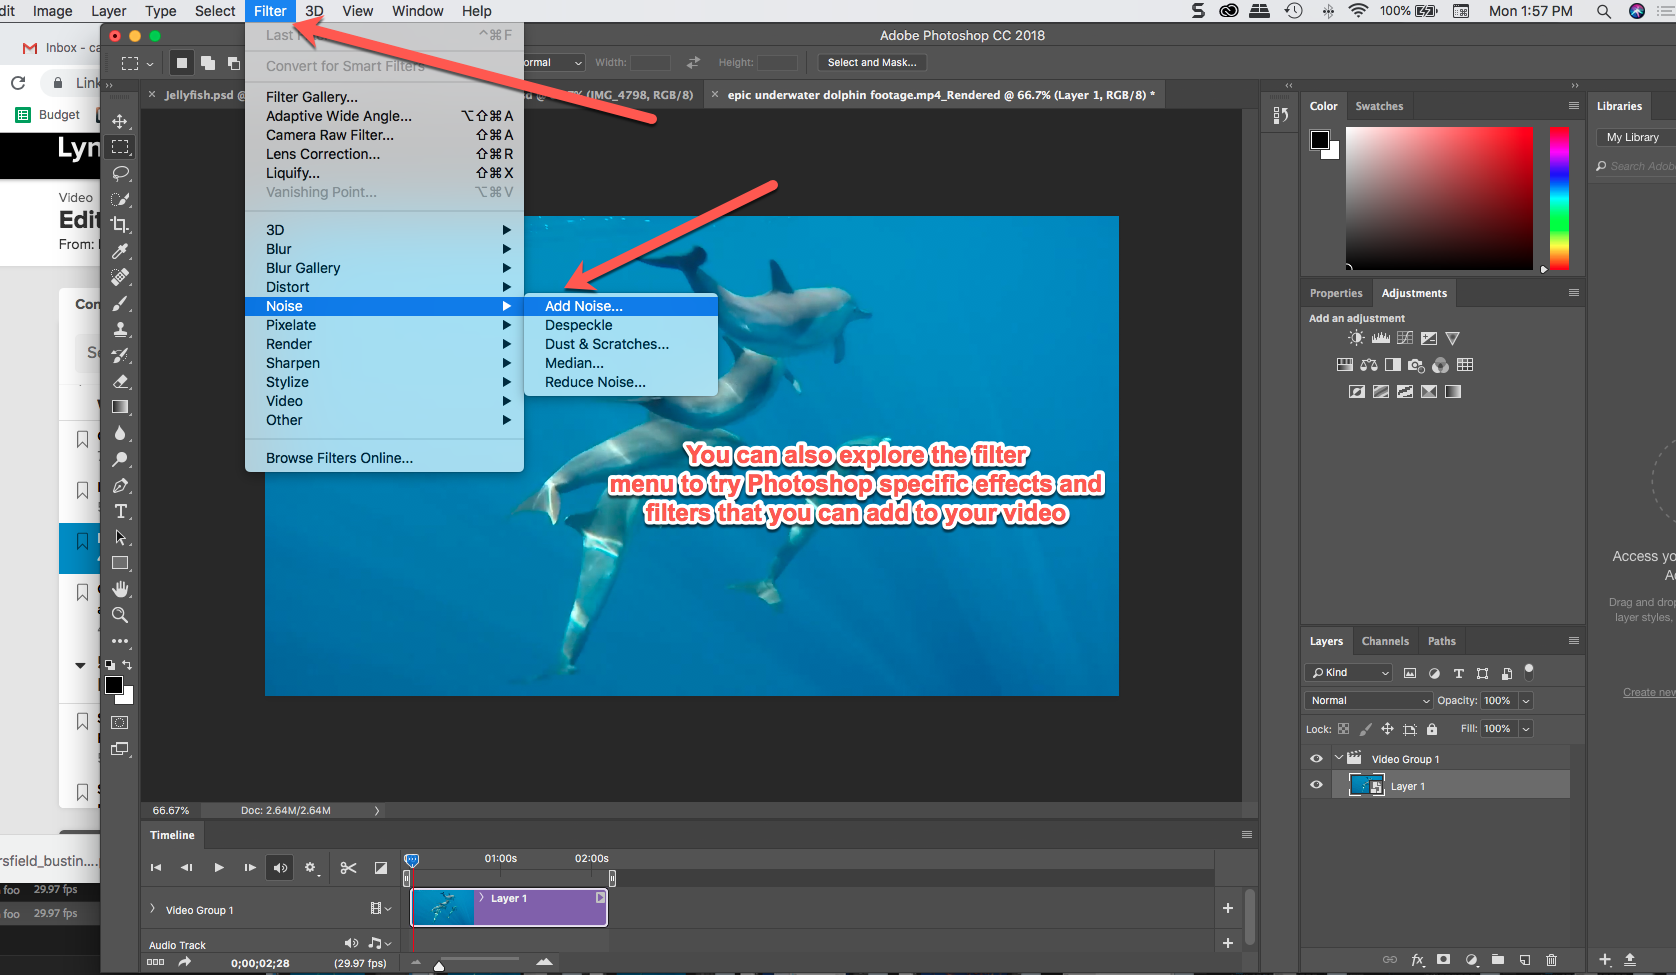 Image Layer Type Select Filter 3D View Window Help
100% Mon 1:57 PM
Adobe Photoshop CC 2018
Inbox - ca
Link
Budget
Lyn
Video
Edit
From:
Con
Last
^⌘F
Convert for Smart Filters
Filter Gallery...
Adaptive Wide Angle... ⌥⇧⌘A
Camera Raw Filter... ⇧⌘A
Lens Correction... ⇧⌘R
Liquify... ⇧⌘X
Vanishing Point... ⌥⌘V
3D
Blur
Blur Gallery
Distort
Noise
Pixelate
Render
Sharpen
Stylize
Video
Other
Browse Filters Online...
Add Noise...
Despeckle
Dust & Scratches...
Median...
Reduce Noise...
Width: Height: Select and Mask...
× Jellyfish.psd @
(IMG_4798, RGB/8) × epic underwater dolphin footage.mp4_Rendered @ 66.7% (Layer 1, RGB/8) *
You can also explore the filter
menu to try Photoshop specific effects and
filters that you can add to your video
Color Swatches
Libraries
My Library
Search Adobe
Properties Adjustments
Add an adjustment
Access yo
Drag and drop
layer styles,
Create new
Layers Channels Paths
Kind
Normal Opacity: 100%
Lock: Fill: 100%
Video Group 1
Layer 1
66.67% Doc: 2.64M/2.64M
Timeline
01:00s 02:00s
Layer 1
Video Group 1
Audio Track
0;00;02;28 (29.97 fps)
rsfield_bustin....
foo 29.97 fps
foo 29.97 fps